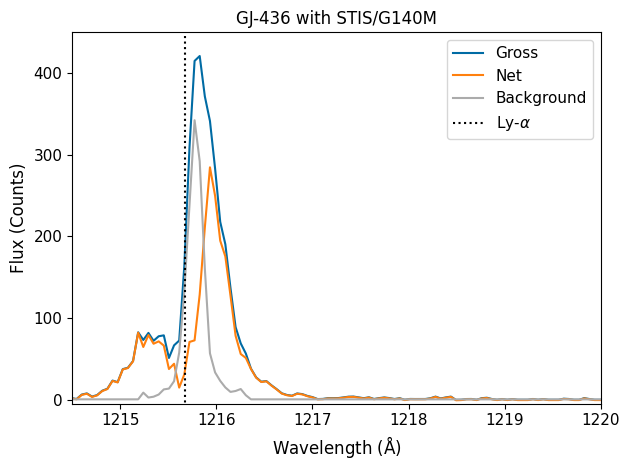 GJ-436 with STIS/G140M
Gross
Net
Background
Ly-α
Flux (Counts)
400
300
200
100
0
1215
1216
1217
1218
1219
1220
Wavelength (Å)